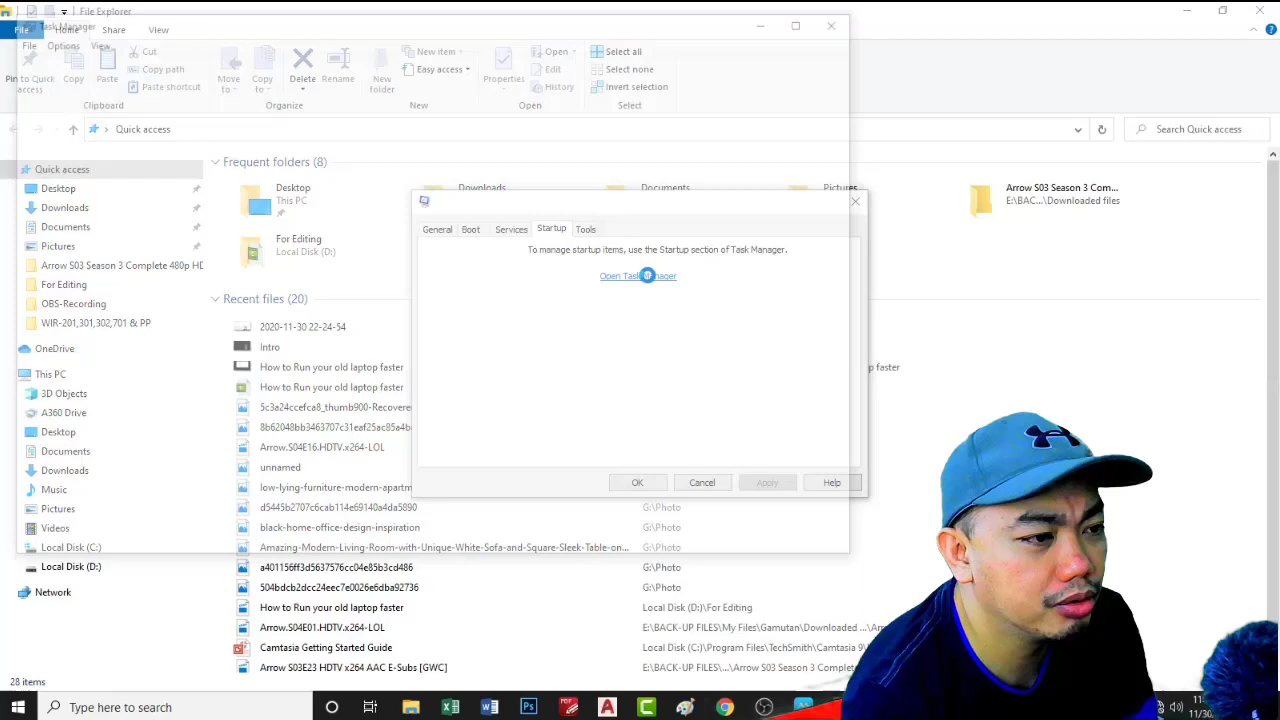 File Explorer
Task Manager
File Home Share View
File Options View
Pin to Quick access
Copy
Paste
Cut
Copy path
Paste shortcut
Clipboard
Move to
Copy to
Delete
Rename
Organize
New folder
New item
Easy access
New
Properties
Open
Edit
History
Open
Select all
Select none
Invert selection
Select
Quick access
Search Quick access
Quick access
Desktop
Downloads
Documents
Pictures
Arrow S03 Season 3 Complete 480p HD
For Editing
OBS-Recording
WIR-201,301,302,701 & PP
OneDrive
This PC
3D Objects
A360 Drive
Desktop
Documents
Downloads
Music
Pictures
Videos
Local Disk (C:)
Local Disk (D:)
Network
28 items
Frequent folders (8)
Desktop
This PC
Downloads
Documents
Pictures
Arrow S03 Season 3 Com...
E:\BAC...\Downloaded files
For Editing
Local Disk (D:)
Recent files (20)
2020-11-30 22-24-54
Intro
How to Run your old laptop faster
p faster
How to Run your old laptop faster
5c3a24ccefca8_thumb900-Recovere
8b62048bb3463707c31eaf25ac85a4b
Arrow.S04E16.HDTV.x264-LOL
unnamed
low-lying-furniture-modern-apartm
d5445b2707c6cab114e69140a4da5890 G:\Photo
black-home-office-design-inspiration G:\Photo
Amazing-Modern-Living-Room-with-Unique-White-Sofa-and-Square-Sleek-Table-on... G:\Photo
a401156ff3d5637576cc04e85b3cd486 G:\Photo
504bdcb2dcc24eec7e0026e6dba92736 G:\Photo
How to Run your old laptop faster Local Disk (D:)\For Editing
Arrow.S04E01.HDTV.x264-LOL E:\BACK-UP FILES\My Files\Gamutan\Downloaded ...\Ar
Camtasia Getting Started Guide Local Disk (C:)\Program Files\TechSmith\Camtasia 9\
Arrow S03E23 HDTV x264 AAC E-Subs [GWC] E:\BACK-UP FILES\...\Arrow S03 Season 3 Comple
General Boot Services Startup Tools
To manage startup items, use the Startup section of Task Manager.
Open Task Manager
OK Cancel Apply Help
Type here to search
11:
11/30